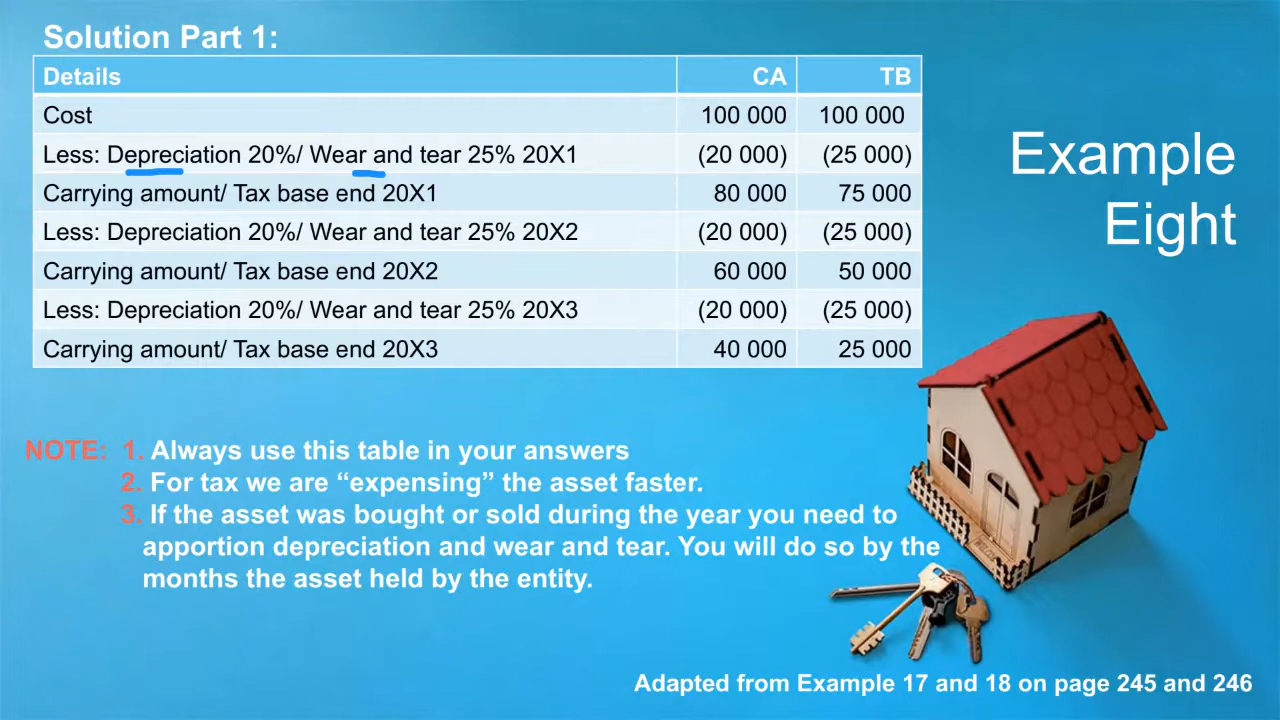 Solution Part 1:
Details CA TB
Cost 100 000 100 000
Less: Depreciation 20%/ Wear and tear 25% 20X1 (20 000) (25 000)
Carrying amount/ Tax base end 20X1 80 000 75 000
Less: Depreciation 20%/ Wear and tear 25% 20X2 (20 000) (25 000)
Carrying amount/ Tax base end 20X2 60 000 50 000
Less: Depreciation 20%/ Wear and tear 25% 20X3 (20 000) (25 000)
Carrying amount/ Tax base end 20X3 40 000 25 000
Example
Eight
NOTE: 1. Always use this table in your answers
2. For tax we are “expensing” the asset faster.
3. If the asset was bought or sold during the year you need to
apportion depreciation and wear and tear. You will do so by the
months the asset held by the entity.
Adapted from Example 17 and 18 on page 245 and 246